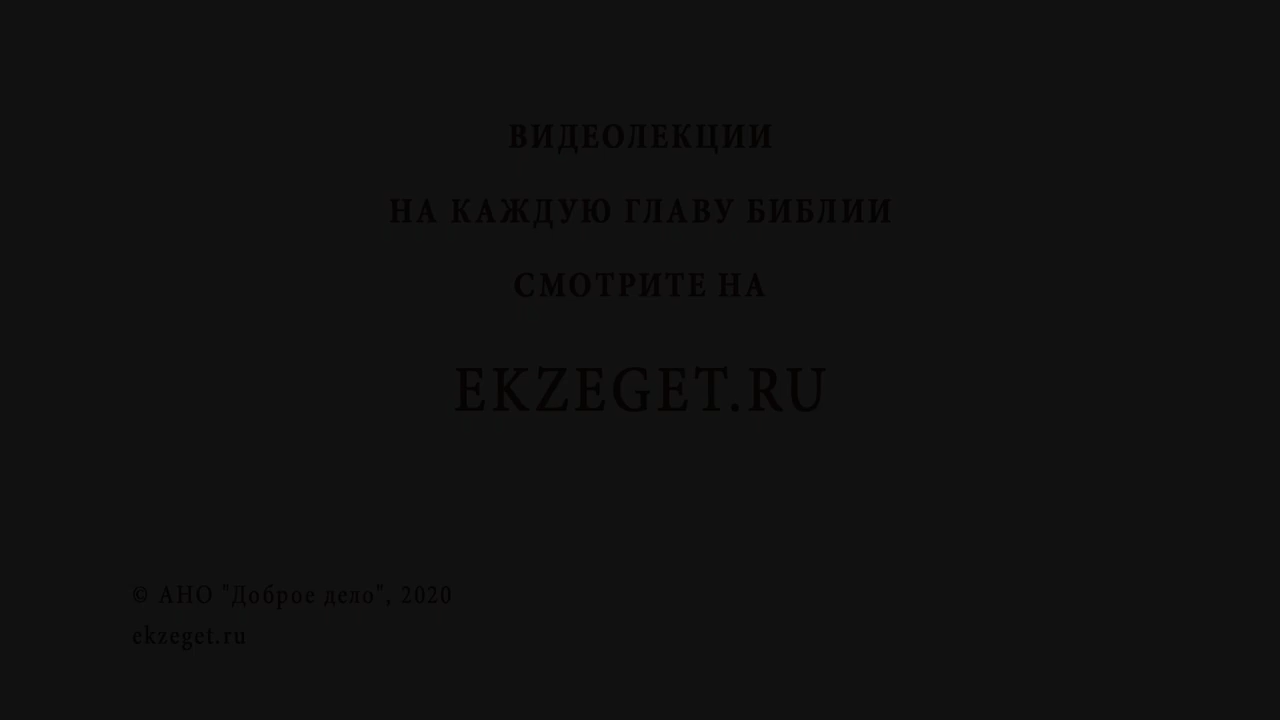 ВИДЕОЛЕКЦИИ
НА КАЖДУЮ ГЛАВУ БИБЛИИ
СМОТРИТЕ НА
EKZEGET.RU
© АНО "Доброе дело", 2020
ekzeget.ru